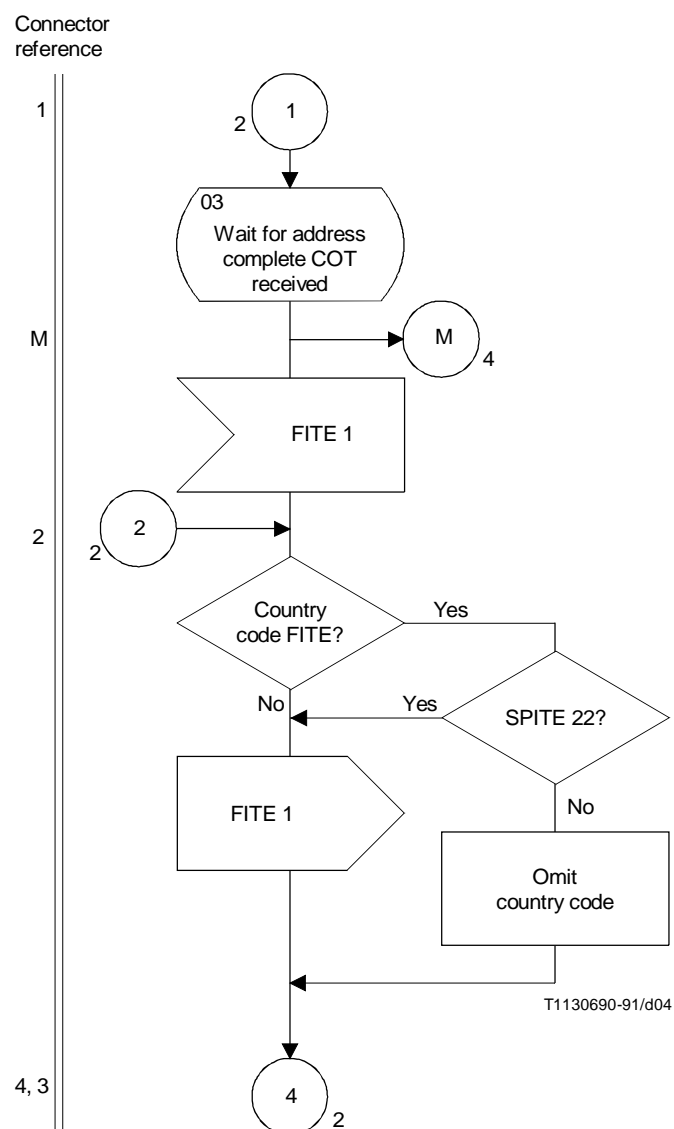 Connector
reference
1
2
1
03
Wait for address
complete COT
received
M
M
4
FITE 1
2
2
2
Country
code FITE?
Yes
No
Yes
SPITE 22?
FITE 1
No
Omit
country code
T1130690-91/d04
4, 3
4
2